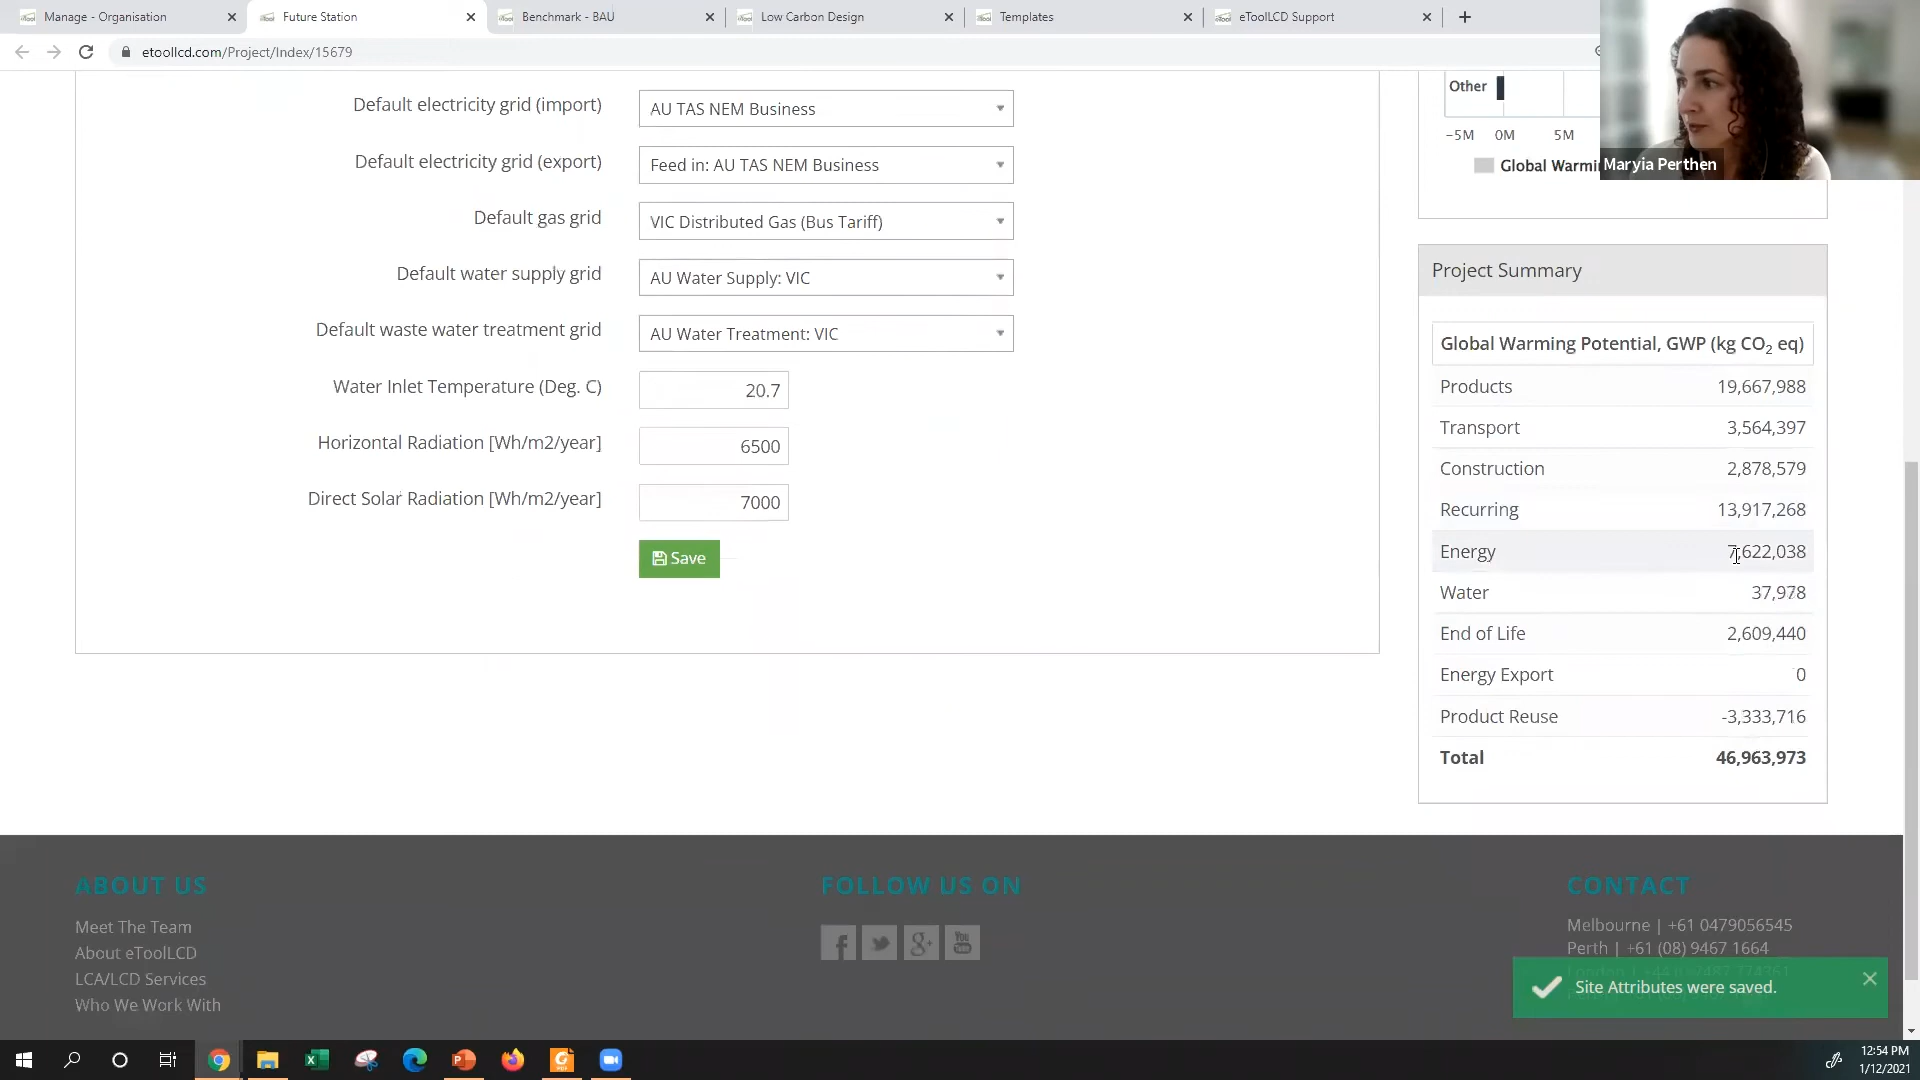 Manage - Organisation
Future Station
Benchmark - BAU
Low Carbon Design
Templates
eToolLCD Support
etoollcd.com/Project/Index/15679
Maryia Perthen
Default electricity grid (import)
AU TAS NEM Business
Default electricity grid (export)
Feed in: AU TAS NEM Business
Default gas grid
VIC Distributed Gas (Bus Tariff)
Default water supply grid
AU Water Supply: VIC
Default waste water treatment grid
AU Water Treatment: VIC
Water Inlet Temperature (Deg. C)
20.7
Horizontal Radiation [Wh/m2/year]
6500
Direct Solar Radiation [Wh/m2/year]
7000
Save
Other
-5M 0M 5M
Global Warmi
Project Summary
Global Warming Potential, GWP (kg CO2 eq)
Products 19,667,988
Transport 3,564,397
Construction 2,878,579
Recurring 13,917,268
Energy 7,622,038
Water 37,978
End of Life 2,609,440
Energy Export 0
Product Reuse -3,333,716
Total 46,963,973
ABOUT US
Meet The Team
About eToolLCD
LCA/LCD Services
Who We Work With
FOLLOW US ON
CONTACT
Melbourne | +61 0479056545
Perth | +61 (08) 9467 1664
Site Attributes were saved.
12:54 PM
1/12/2021